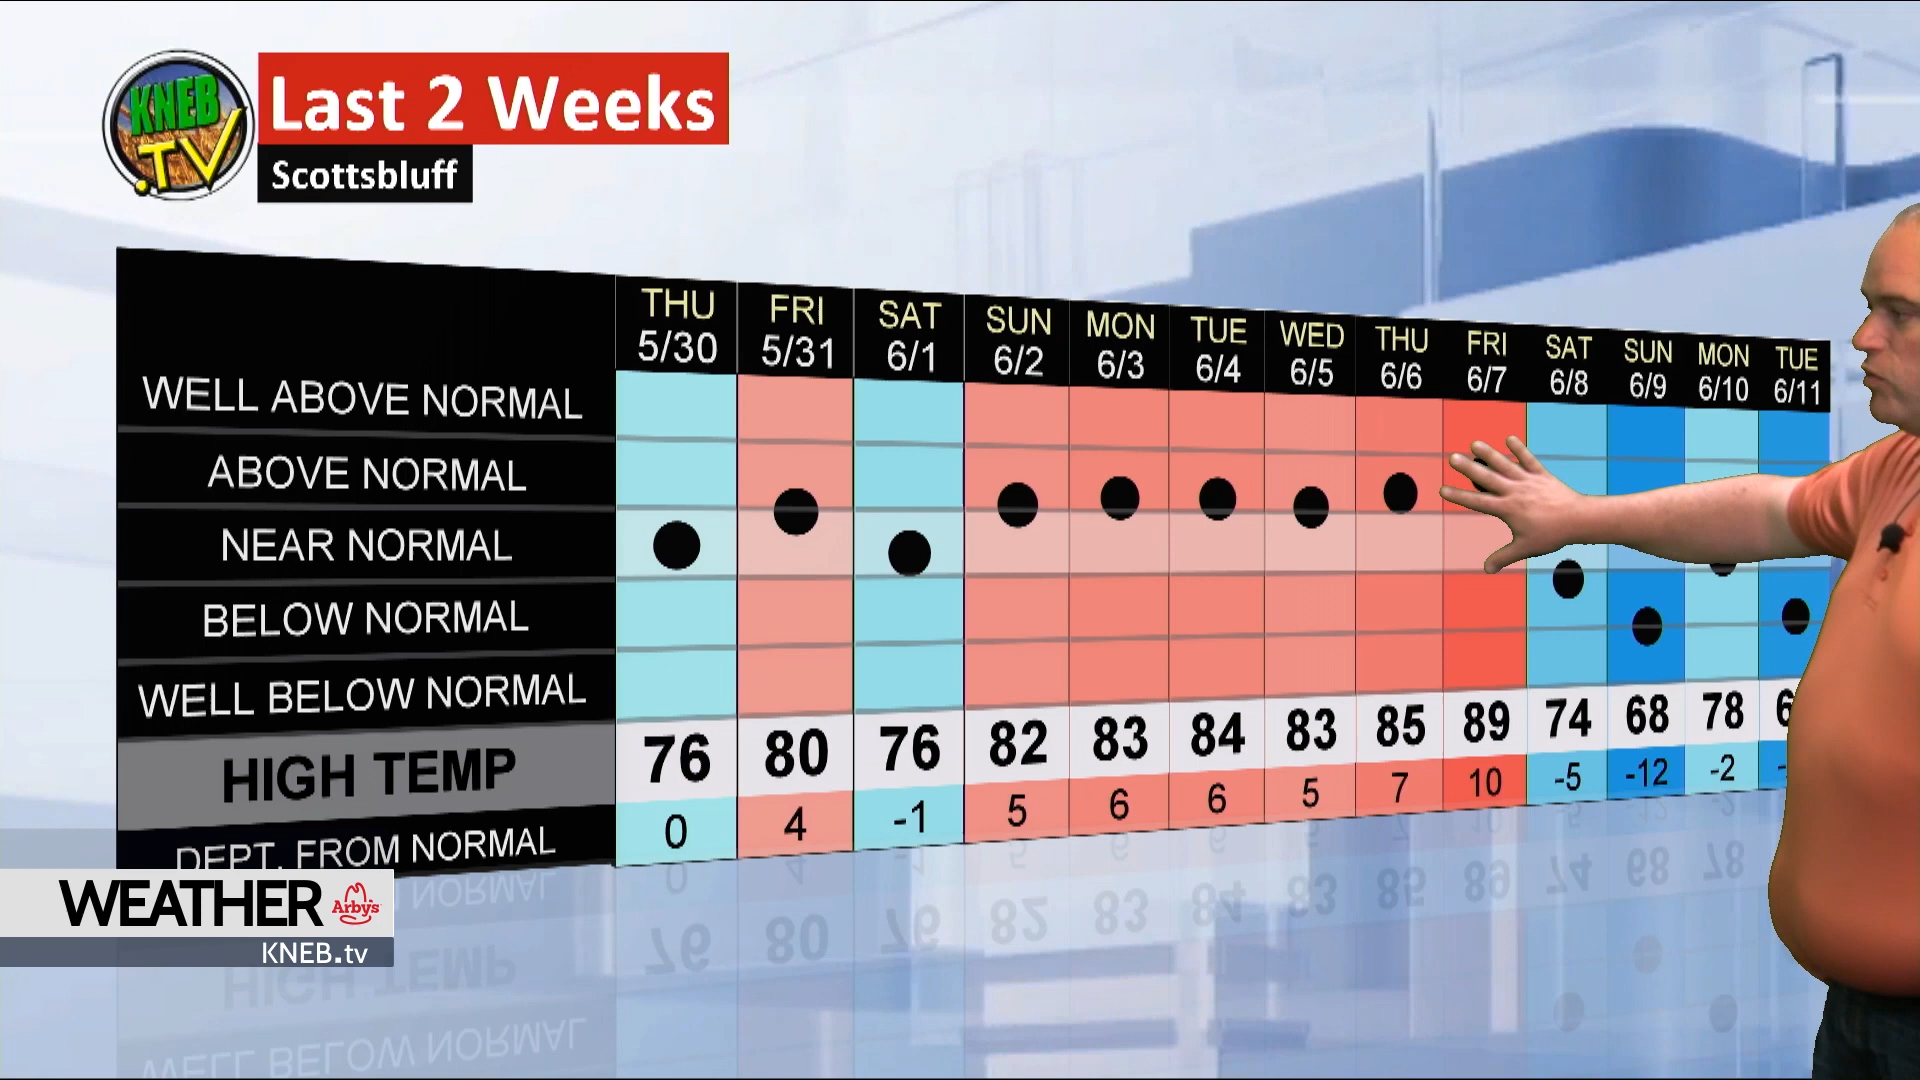 KNEB
.TV
Last 2 Weeks
Scottsbluff
THU FRI SAT SUN MON TUE WED THU FRI SAT SUN MON TUE
5/30 5/31 6/1 6/2 6/3 6/4 6/5 6/6 6/7 6/8 6/9 6/10 6/11
WELL ABOVE NORMAL
ABOVE NORMAL
NEAR NORMAL
BELOW NORMAL
WELL BELOW NORMAL
HIGH TEMP 76 80 76 82 83 84 83 85 89 74 68 78
DEPT. FROM NORMAL 0 4 -1 5 6 6 5 7 10 -5 -12 -2
WEATHER Arby's
KNEB.tv